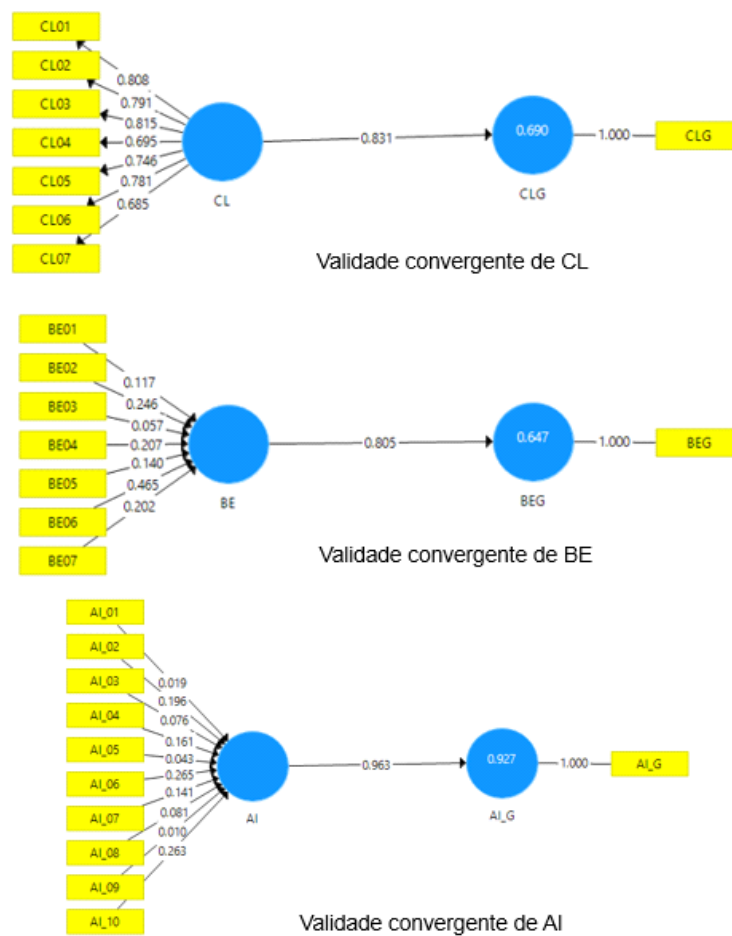 CL01
CL02
CL03
CL04
CL05
CL06
CL07
0.808
0.791
0.815
0.695
0.746
0.781
0.685
CL
0.831
0.690
CLG
1.000
CLG
Validade convergente de CL
BE01
BE02
BE03
BE04
BE05
BE06
BE07
0.117
0.246
0.057
0.207
0.140
0.465
0.202
BE
0.805
0.647
BEG
1.000
BEG
Validade convergente de BE
AI_01
AI_02
AI_03
AI_04
AI_05
AI_06
AI_07
AI_08
AI_09
AI_10
0.019
0.196
0.076
0.161
0.043
0.265
0.141
0.081
0.010
0.263
AI
0.963
0.927
AI_G
1.000
AI_G
Validade convergente de AI